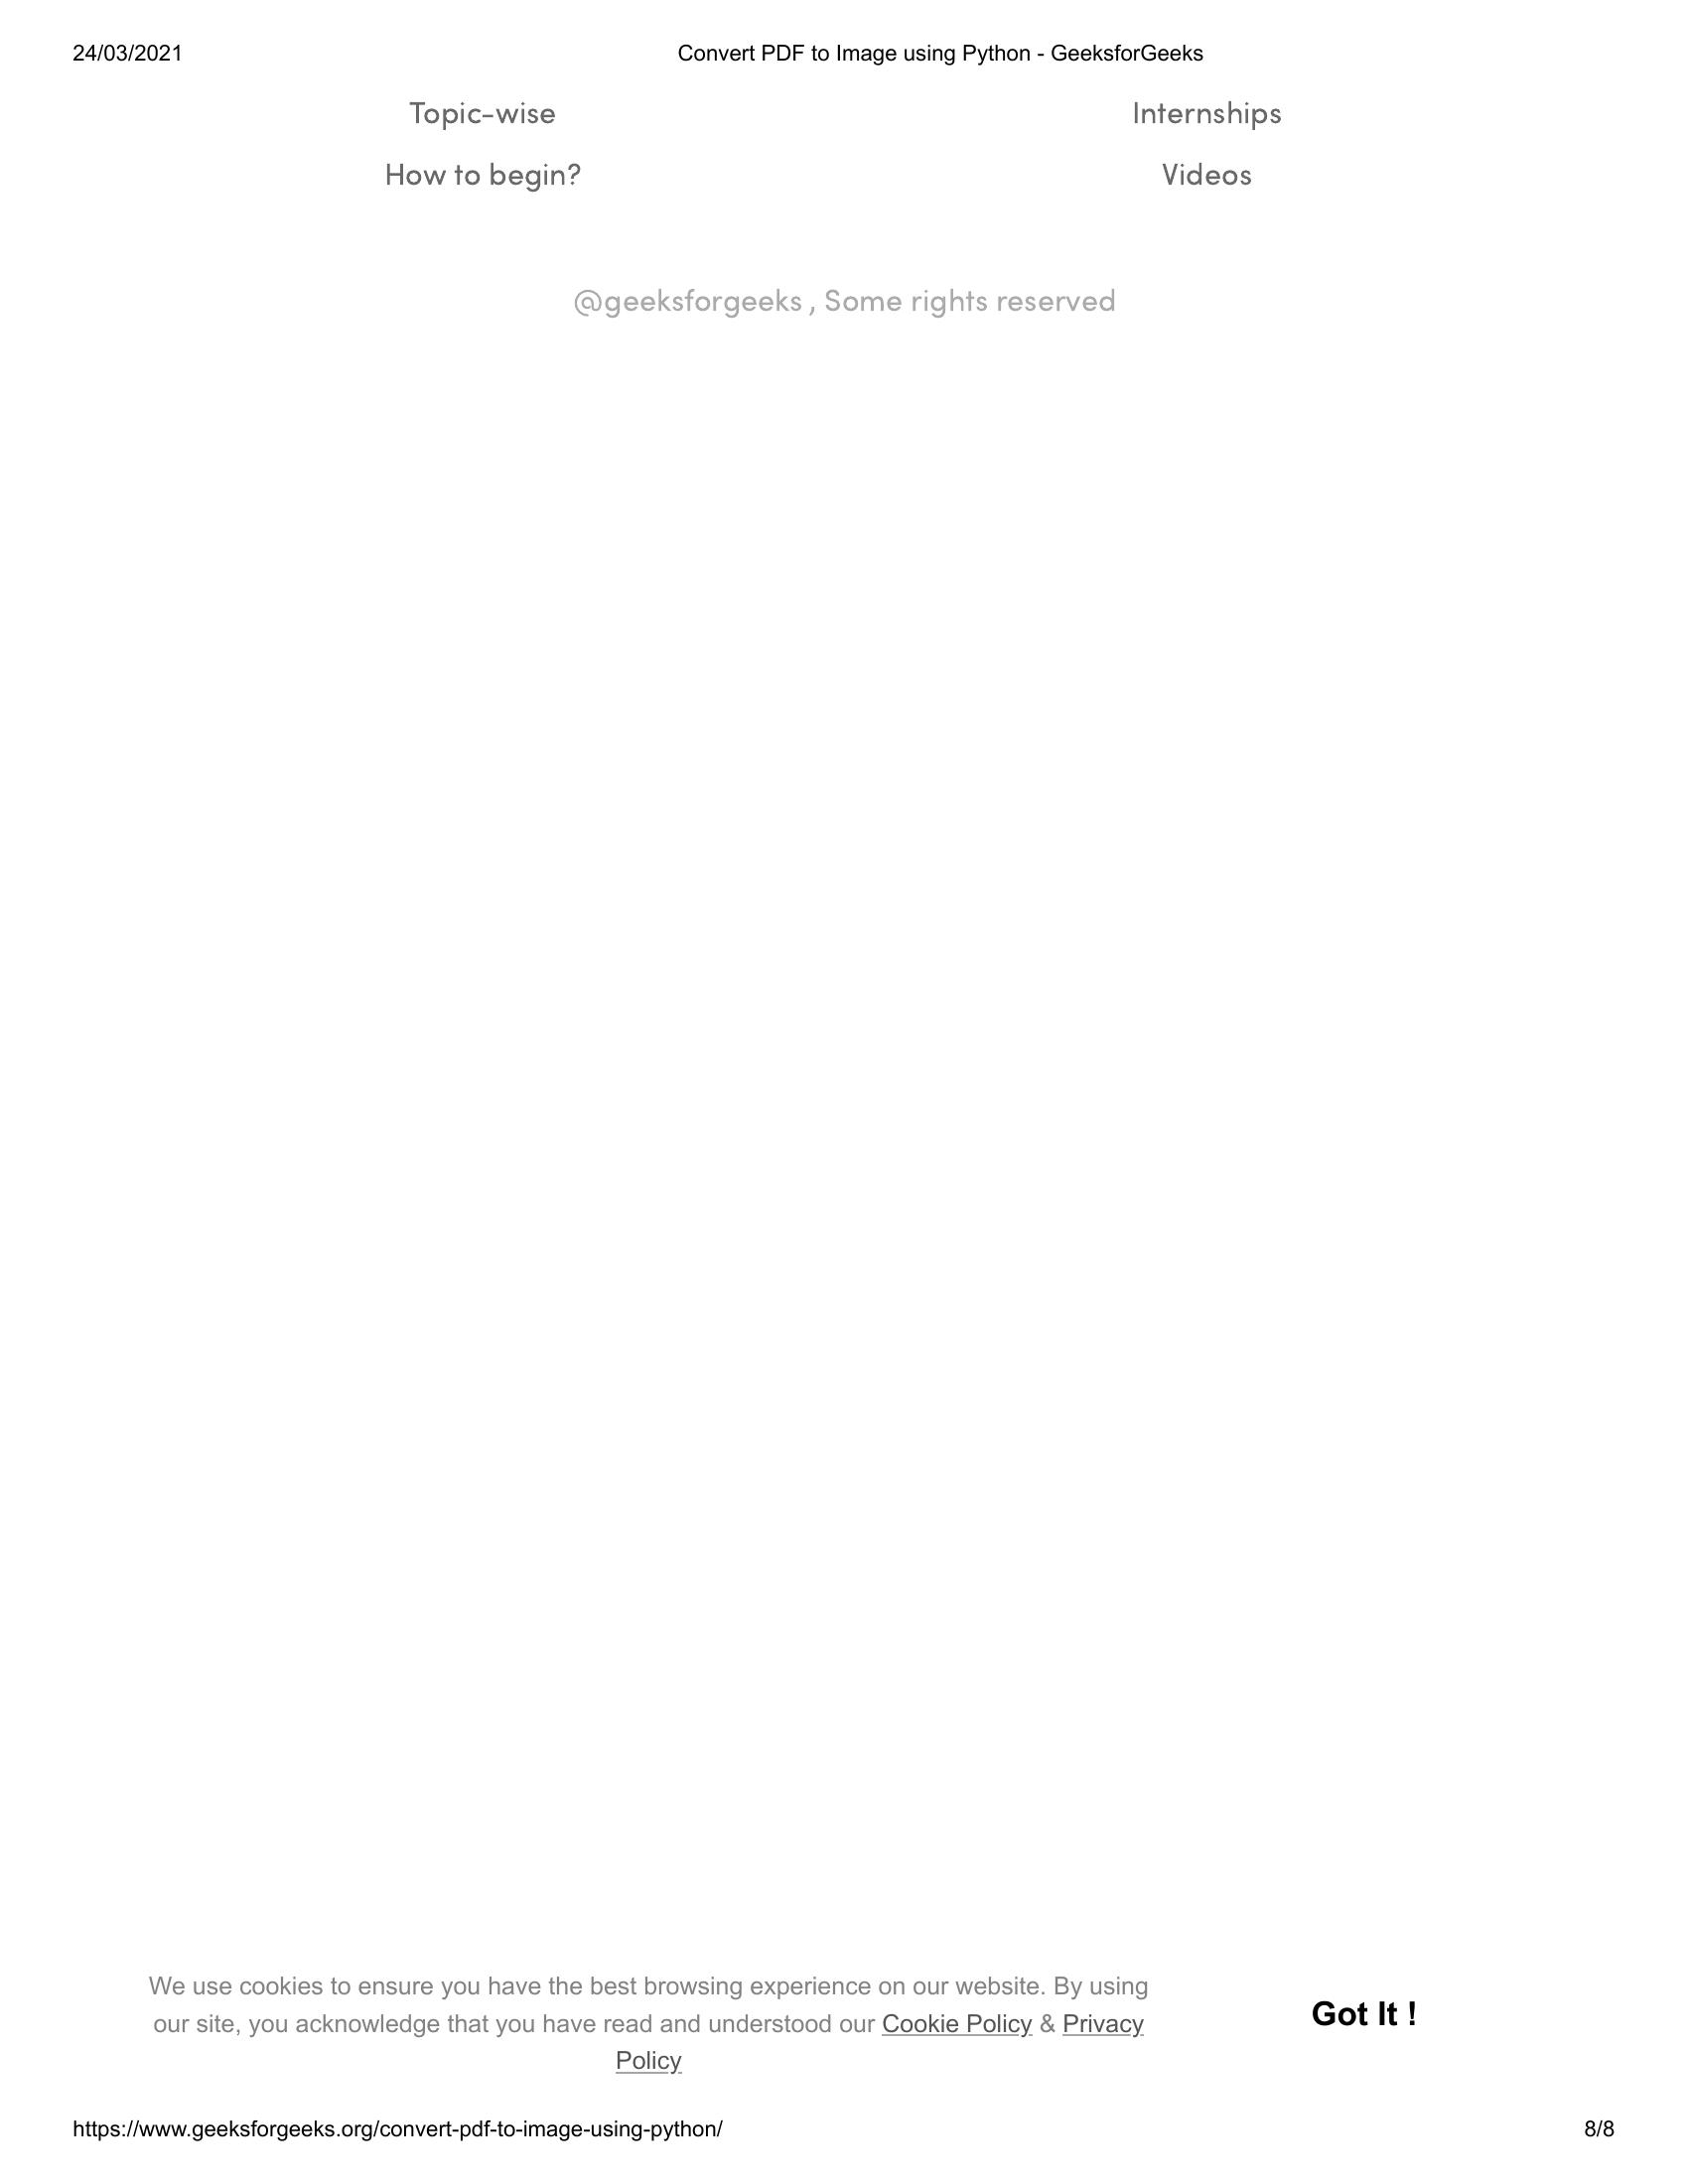 24/03/2021 Convert PDF to Image using Python - GeeksforGeeks
Topic-wise Internships
How to begin? Videos
@geeksforgeeks , Some rights reserved
We use cookies to ensure you have the best browsing experience on our website. By using
our site, you acknowledge that you have read and understood our Cookie Policy & Privacy
Policy
Got It !
https://www.geeksforgeeks.org/convert-pdf-to-image-using-python/ 8/8